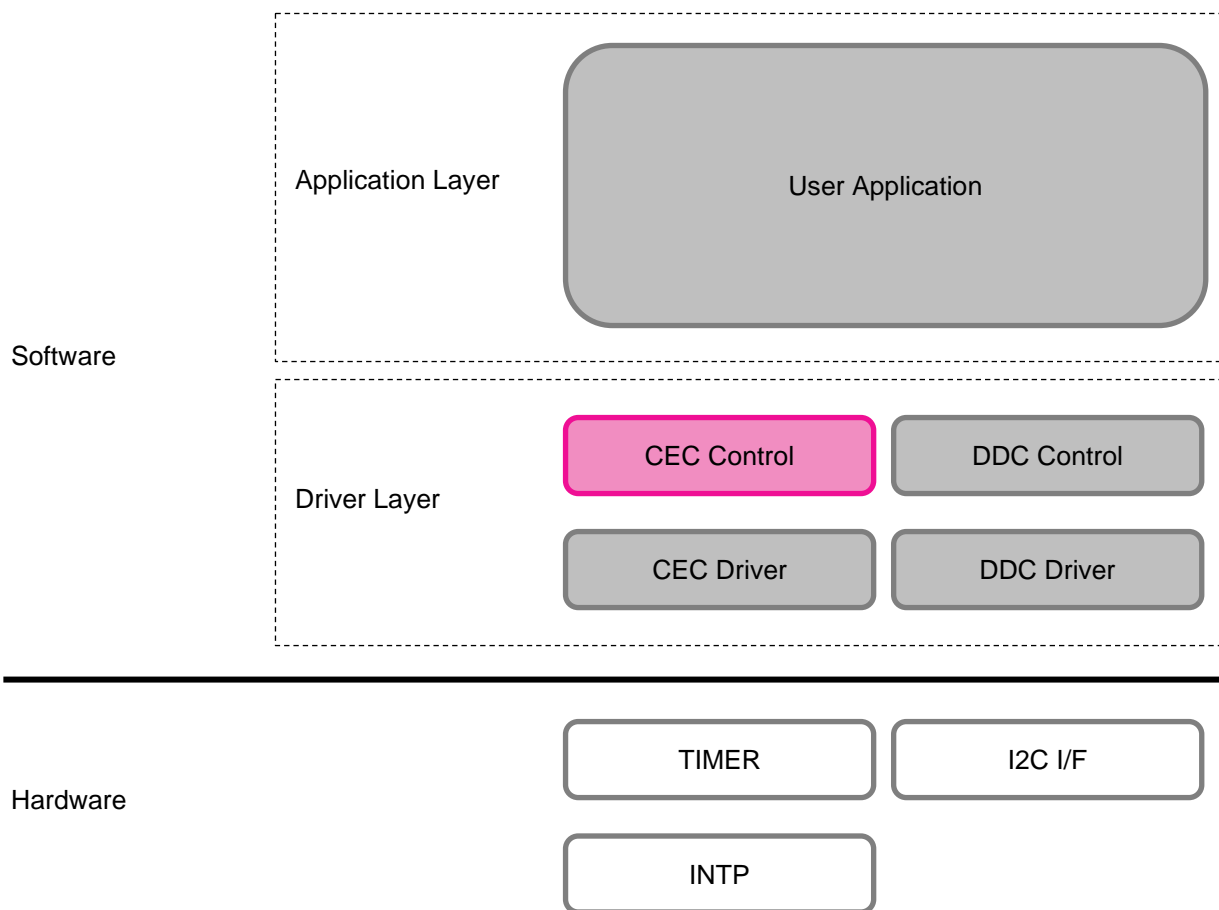 Application Layer
User Application
Software
CEC Control
DDC Control
Driver Layer
CEC Driver
DDC Driver
TIMER
I2C I/F
Hardware
INTP